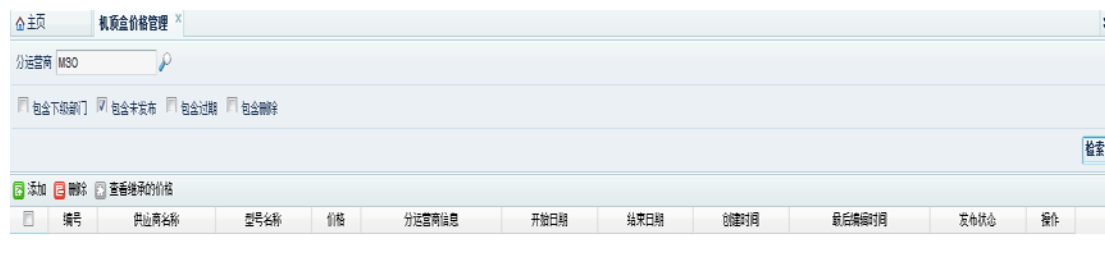 主页 机顶盒价格管理 x
分运营商 MSO
包含下级部门 包含未发布 包含过期 包含删除
检索
添加 删除 查看继承的价格
编号 供应商名称 型号名称 价格 分运营商信息 开始日期 结束日期 创建时间 最后编辑时间 发布状态 操作